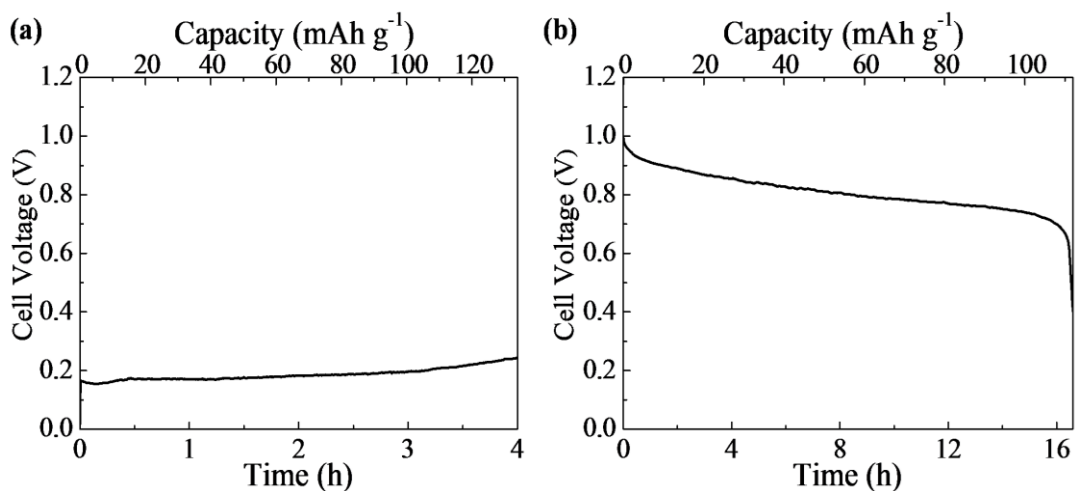 (a)
Capacity (mAh g⁻¹)
0 20 40 60 80 100 120
1.2
1.0
0.8
0.6
0.4
0.2
0.0
Cell Voltage (V)
0 1 2 3 4
Time (h)
(b)
Capacity (mAh g⁻¹)
0 20 40 60 80 100
1.2
1.0
0.8
0.6
0.4
0.2
0.0
Cell Voltage (V)
0 4 8 12 16
Time (h)